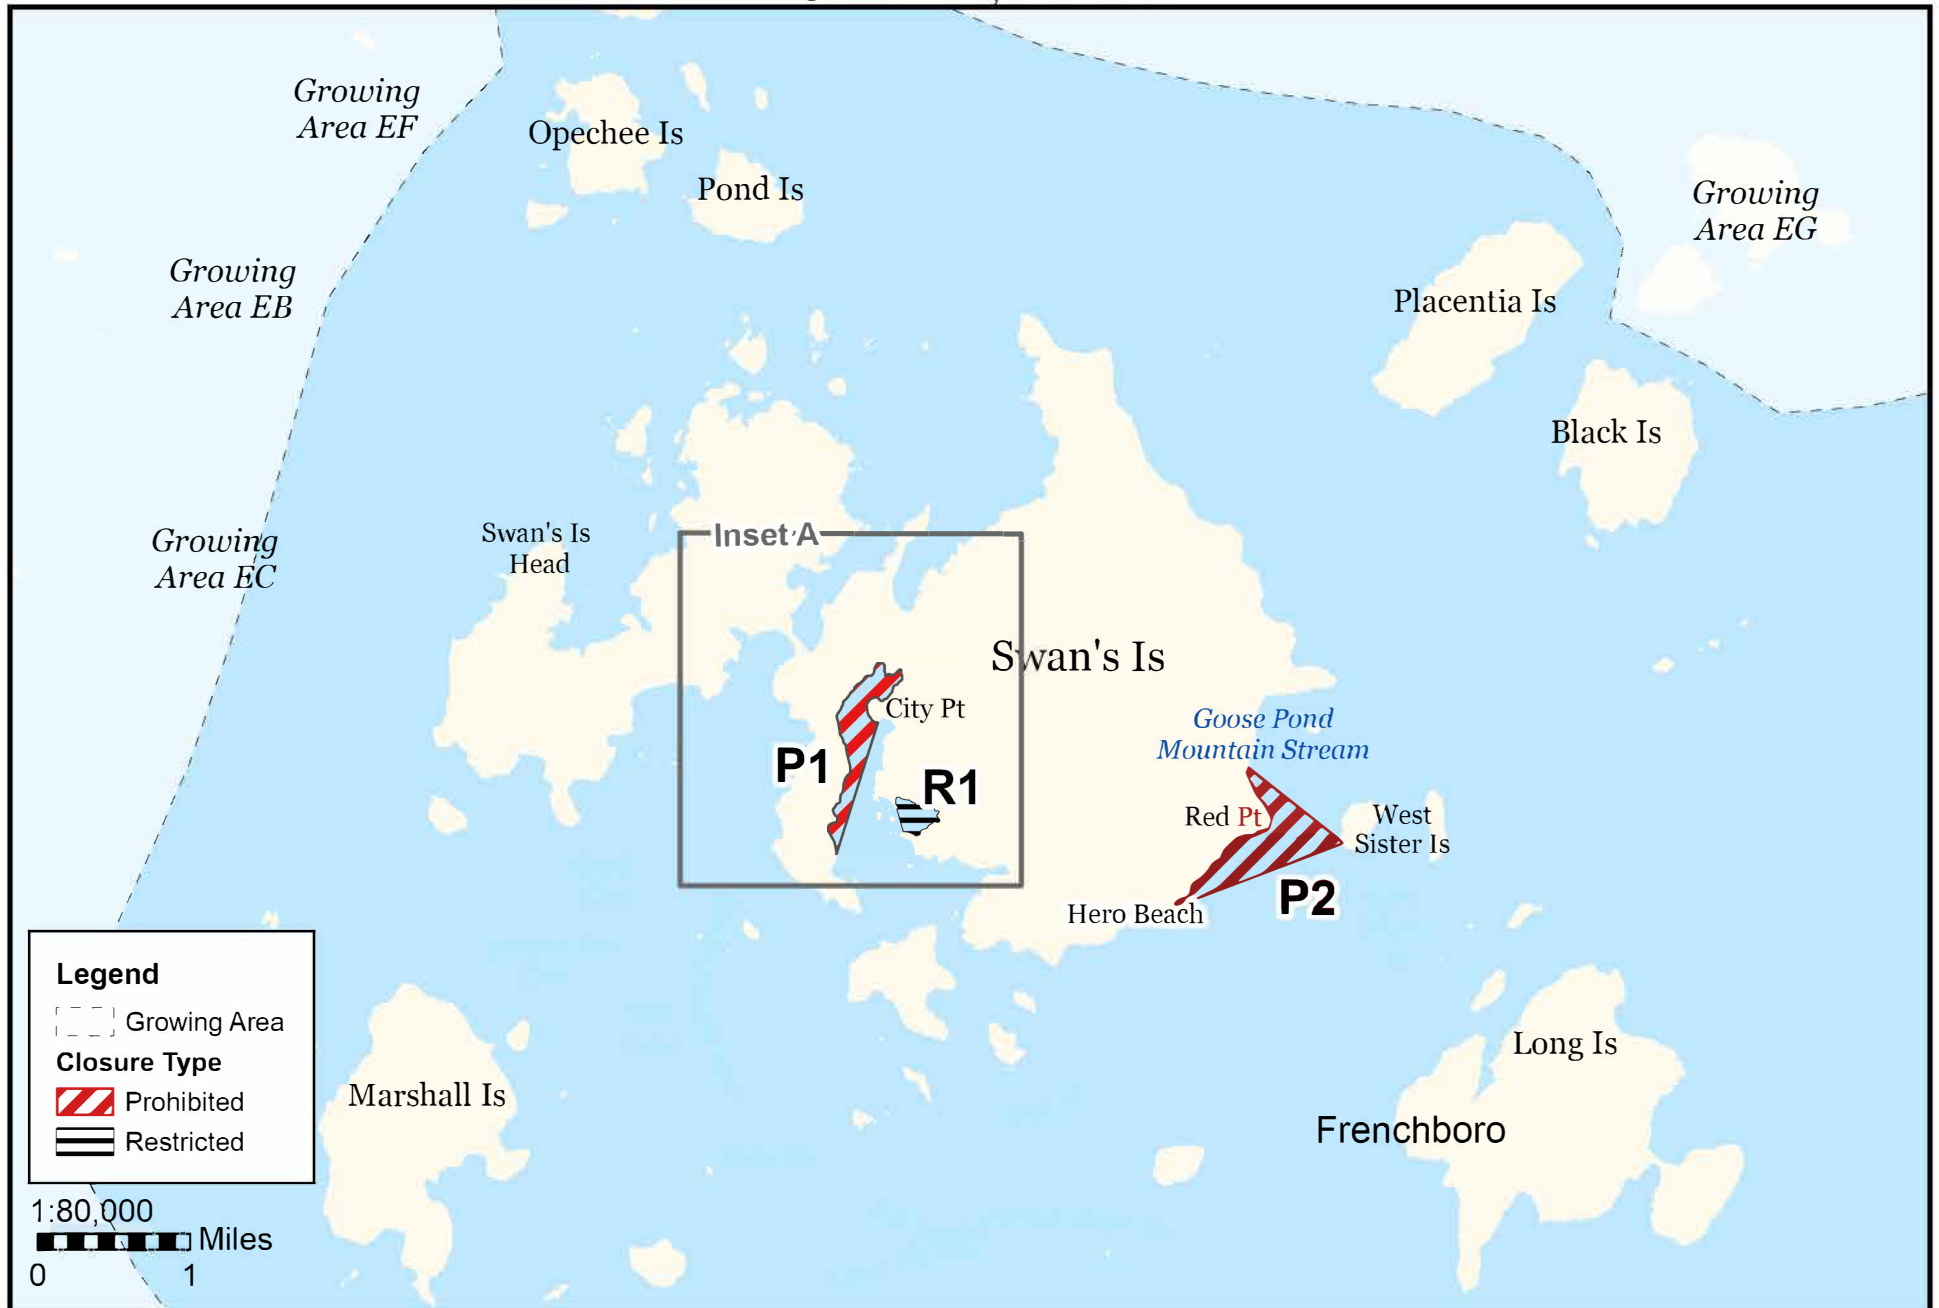 Growing
Area EF
Opechee Is
Pond Is
Growing
Area EG
Growing
Area EB
Placentia Is
Black Is
Swan's Is
Head
Inset A
Growing
Area EC
Swan's Is
City Pt
Goose Pond
Mountain Stream
P1
R1
Red Pt
West
Sister Is
P2
Hero Beach
Legend
Growing Area
Closure Type
Prohibited
Restricted
Marshall Is
Long Is
Frenchboro
1:80,000
Miles
0 1